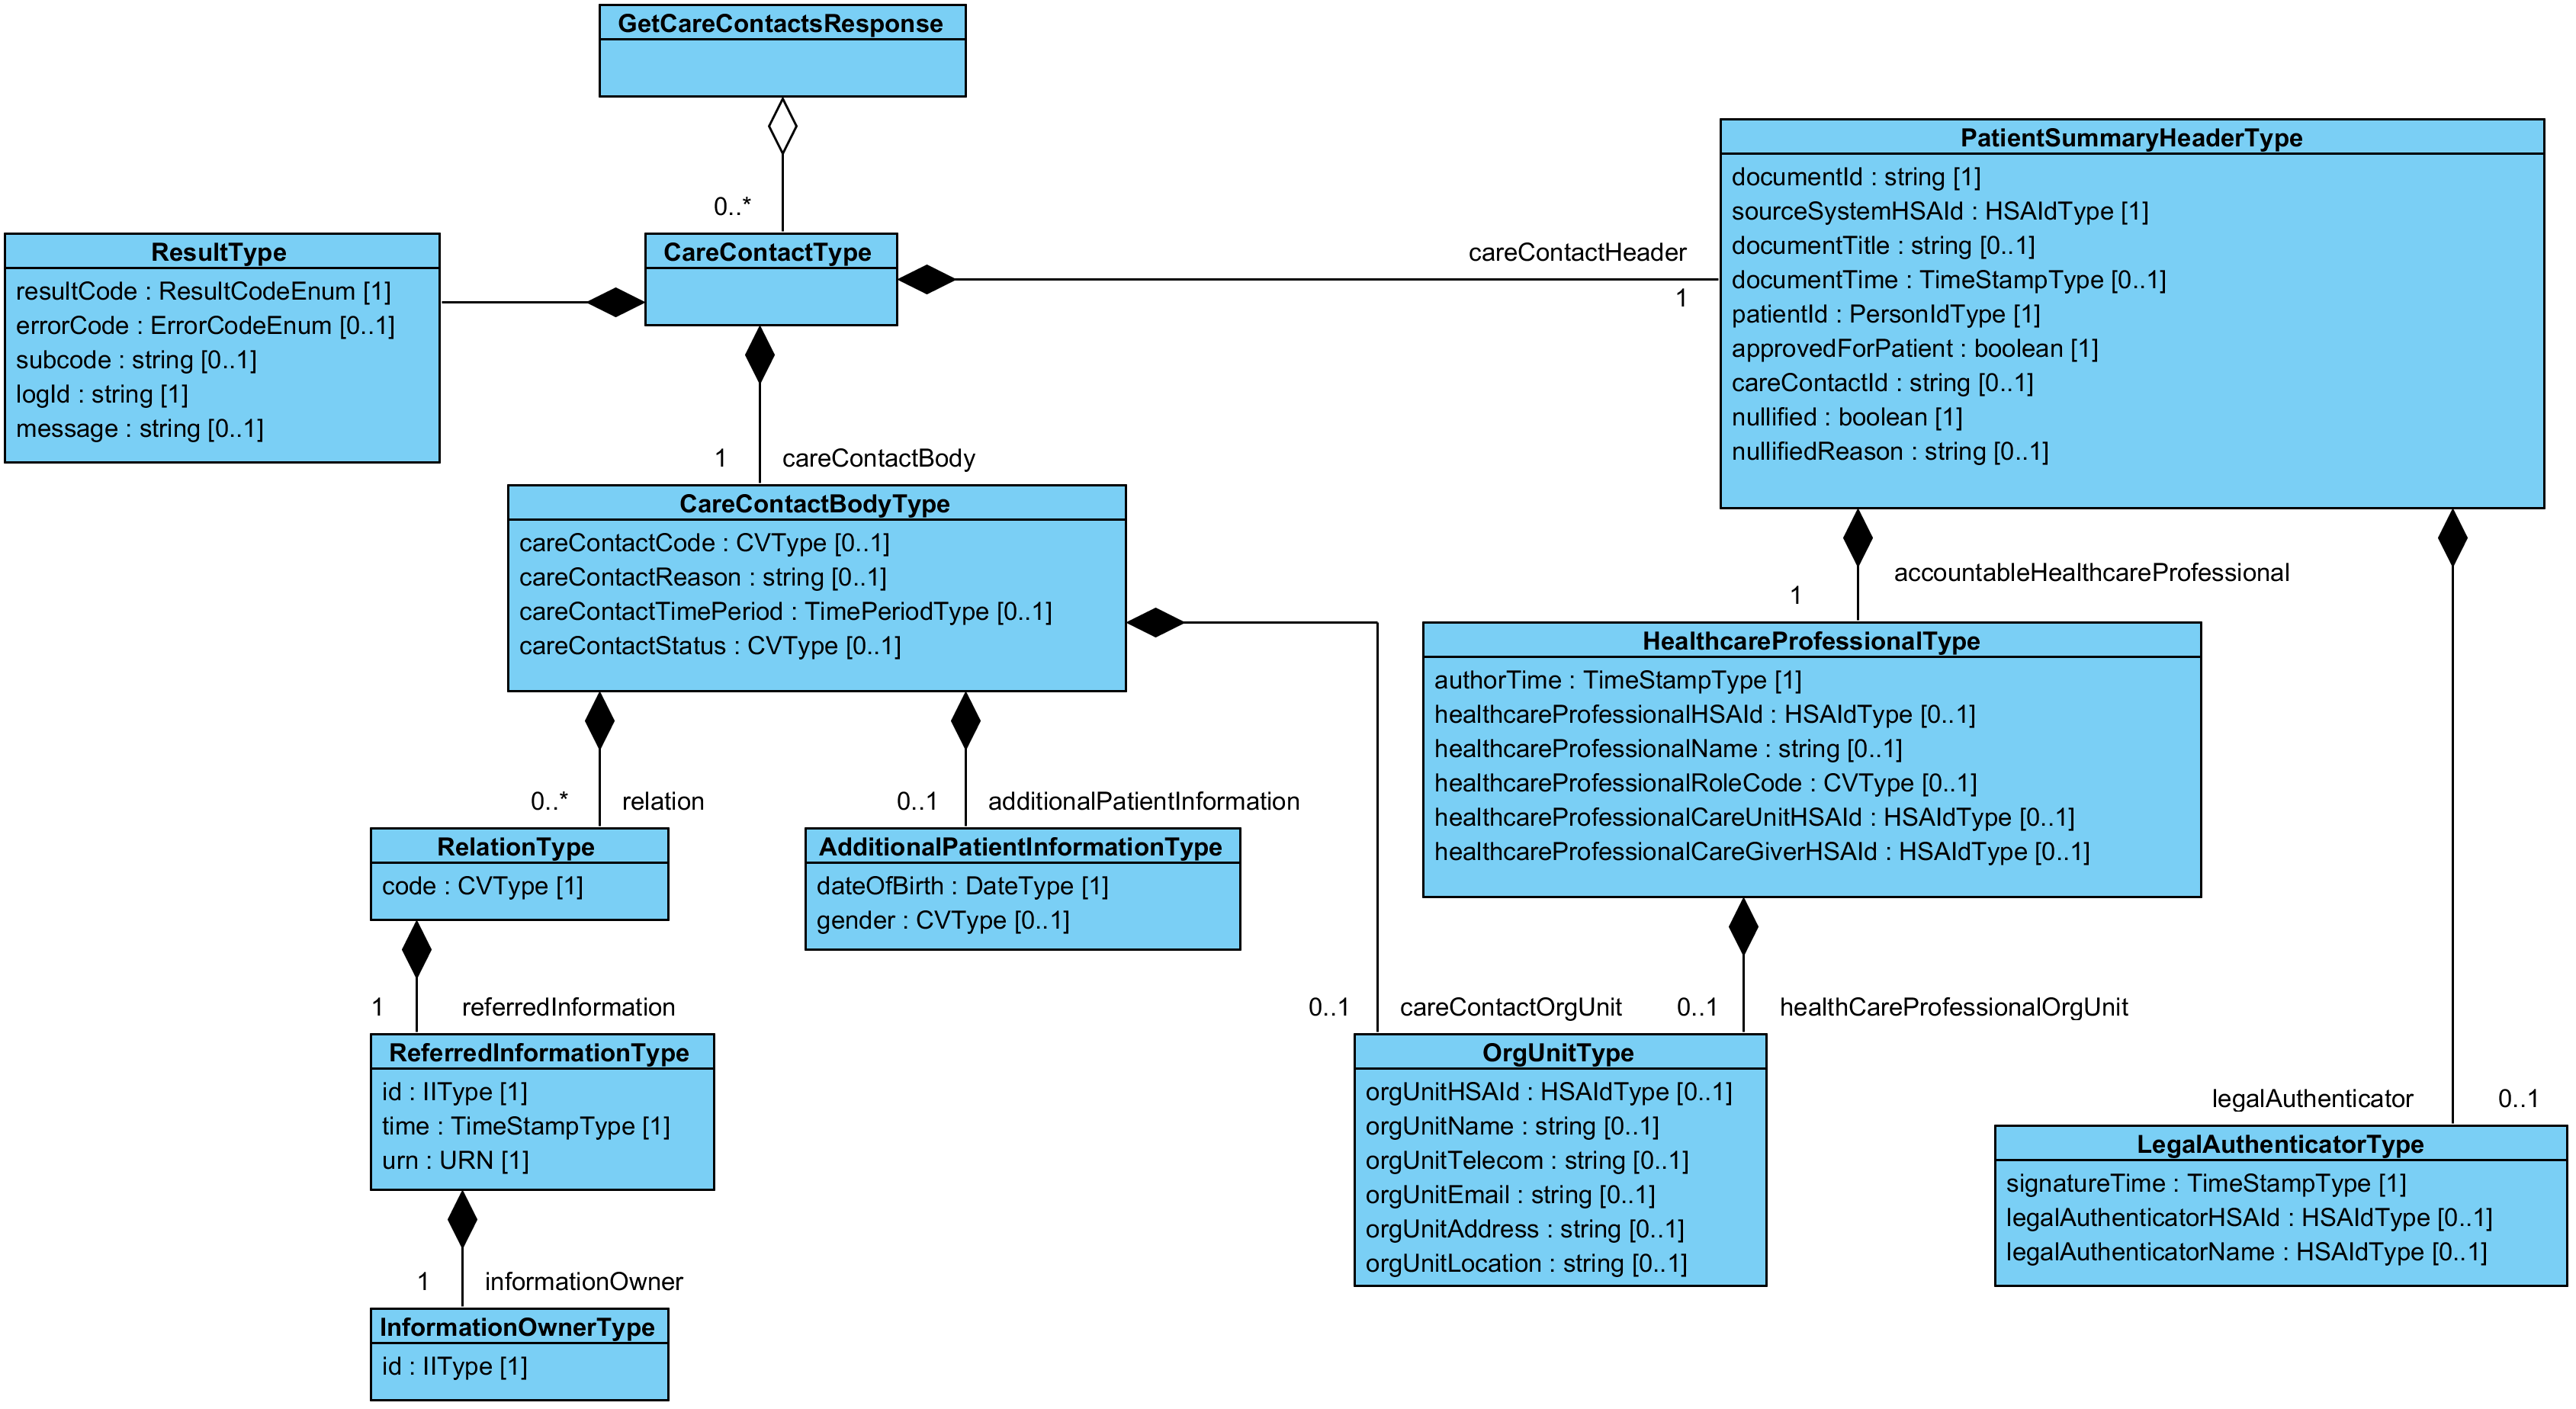 GetCareContactsResponse
0..*
CareContactType
ResultType
resultCode : ResultCodeEnum [1]
errorCode : ErrorCodeEnum [0..1]
subcode : string [0..1]
logId : string [1]
message : string [0..1]
careContactHeader
1
PatientSummaryHeaderType
documentId : string [1]
sourceSystemHSAId : HSAIdType [1]
documentTitle : string [0..1]
documentTime : TimeStampType [0..1]
patientId : PersonIdType [1]
approvedForPatient : boolean [1]
careContactId : string [0..1]
nullified : boolean [1]
nullifiedReason : string [0..1]
1 careContactBody
CareContactBodyType
careContactCode : CVType [0..1]
careContactReason : string [0..1]
careContactTimePeriod : TimePeriodType [0..1]
careContactStatus : CVType [0..1]
accountableHealthcareProfessional
1
HealthcareProfessionalType
authorTime : TimeStampType [1]
healthcareProfessionalHSAId : HSAIdType [0..1]
healthcareProfessionalName : string [0..1]
healthcareProfessionalRoleCode : CVType [0..1]
healthcareProfessionalCareUnitHSAId : HSAIdType [0..1]
healthcareProfessionalCareGiverHSAId : HSAIdType [0..1]
0..* relation
0..1 additionalPatientInformation
RelationType
code : CVType [1]
AdditionalPatientInformationType
dateOfBirth : DateType [1]
gender : CVType [0..1]
1 referredInformation
0..1 careContactOrgUnit
0..1 healthCareProfessionalOrgUnit
ReferredInformationType
id : IIType [1]
time : TimeStampType [1]
urn : URN [1]
OrgUnitType
orgUnitHSAId : HSAIdType [0..1]
orgUnitName : string [0..1]
orgUnitTelecom : string [0..1]
orgUnitEmail : string [0..1]
orgUnitAddress : string [0..1]
orgUnitLocation : string [0..1]
legalAuthenticator 0..1
LegalAuthenticatorType
signatureTime : TimeStampType [1]
legalAuthenticatorHSAId : HSAIdType [0..1]
legalAuthenticatorName : HSAIdType [0..1]
1 informationOwner
InformationOwnerType
id : IIType [1]